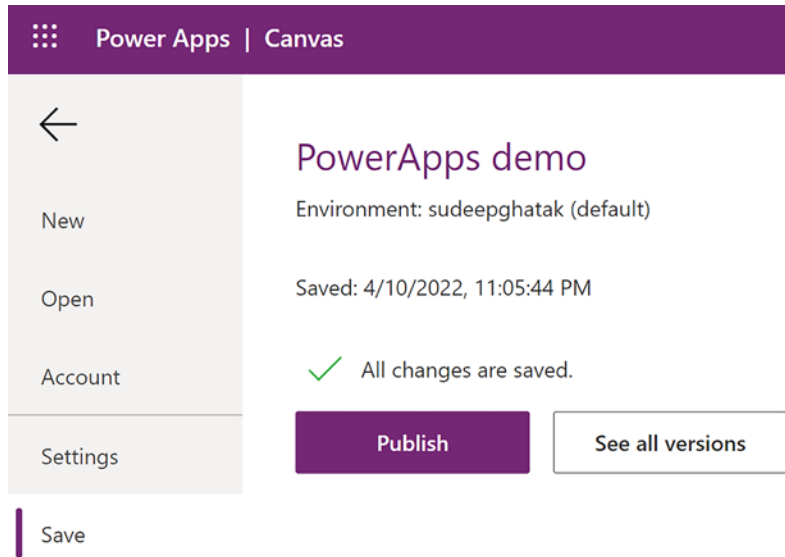 Power Apps | Canvas
PowerApps demo
Environment: sudeepghatak (default)
Saved: 4/10/2022, 11:05:44 PM
All changes are saved.
Publish
See all versions
New
Open
Account
Settings
Save